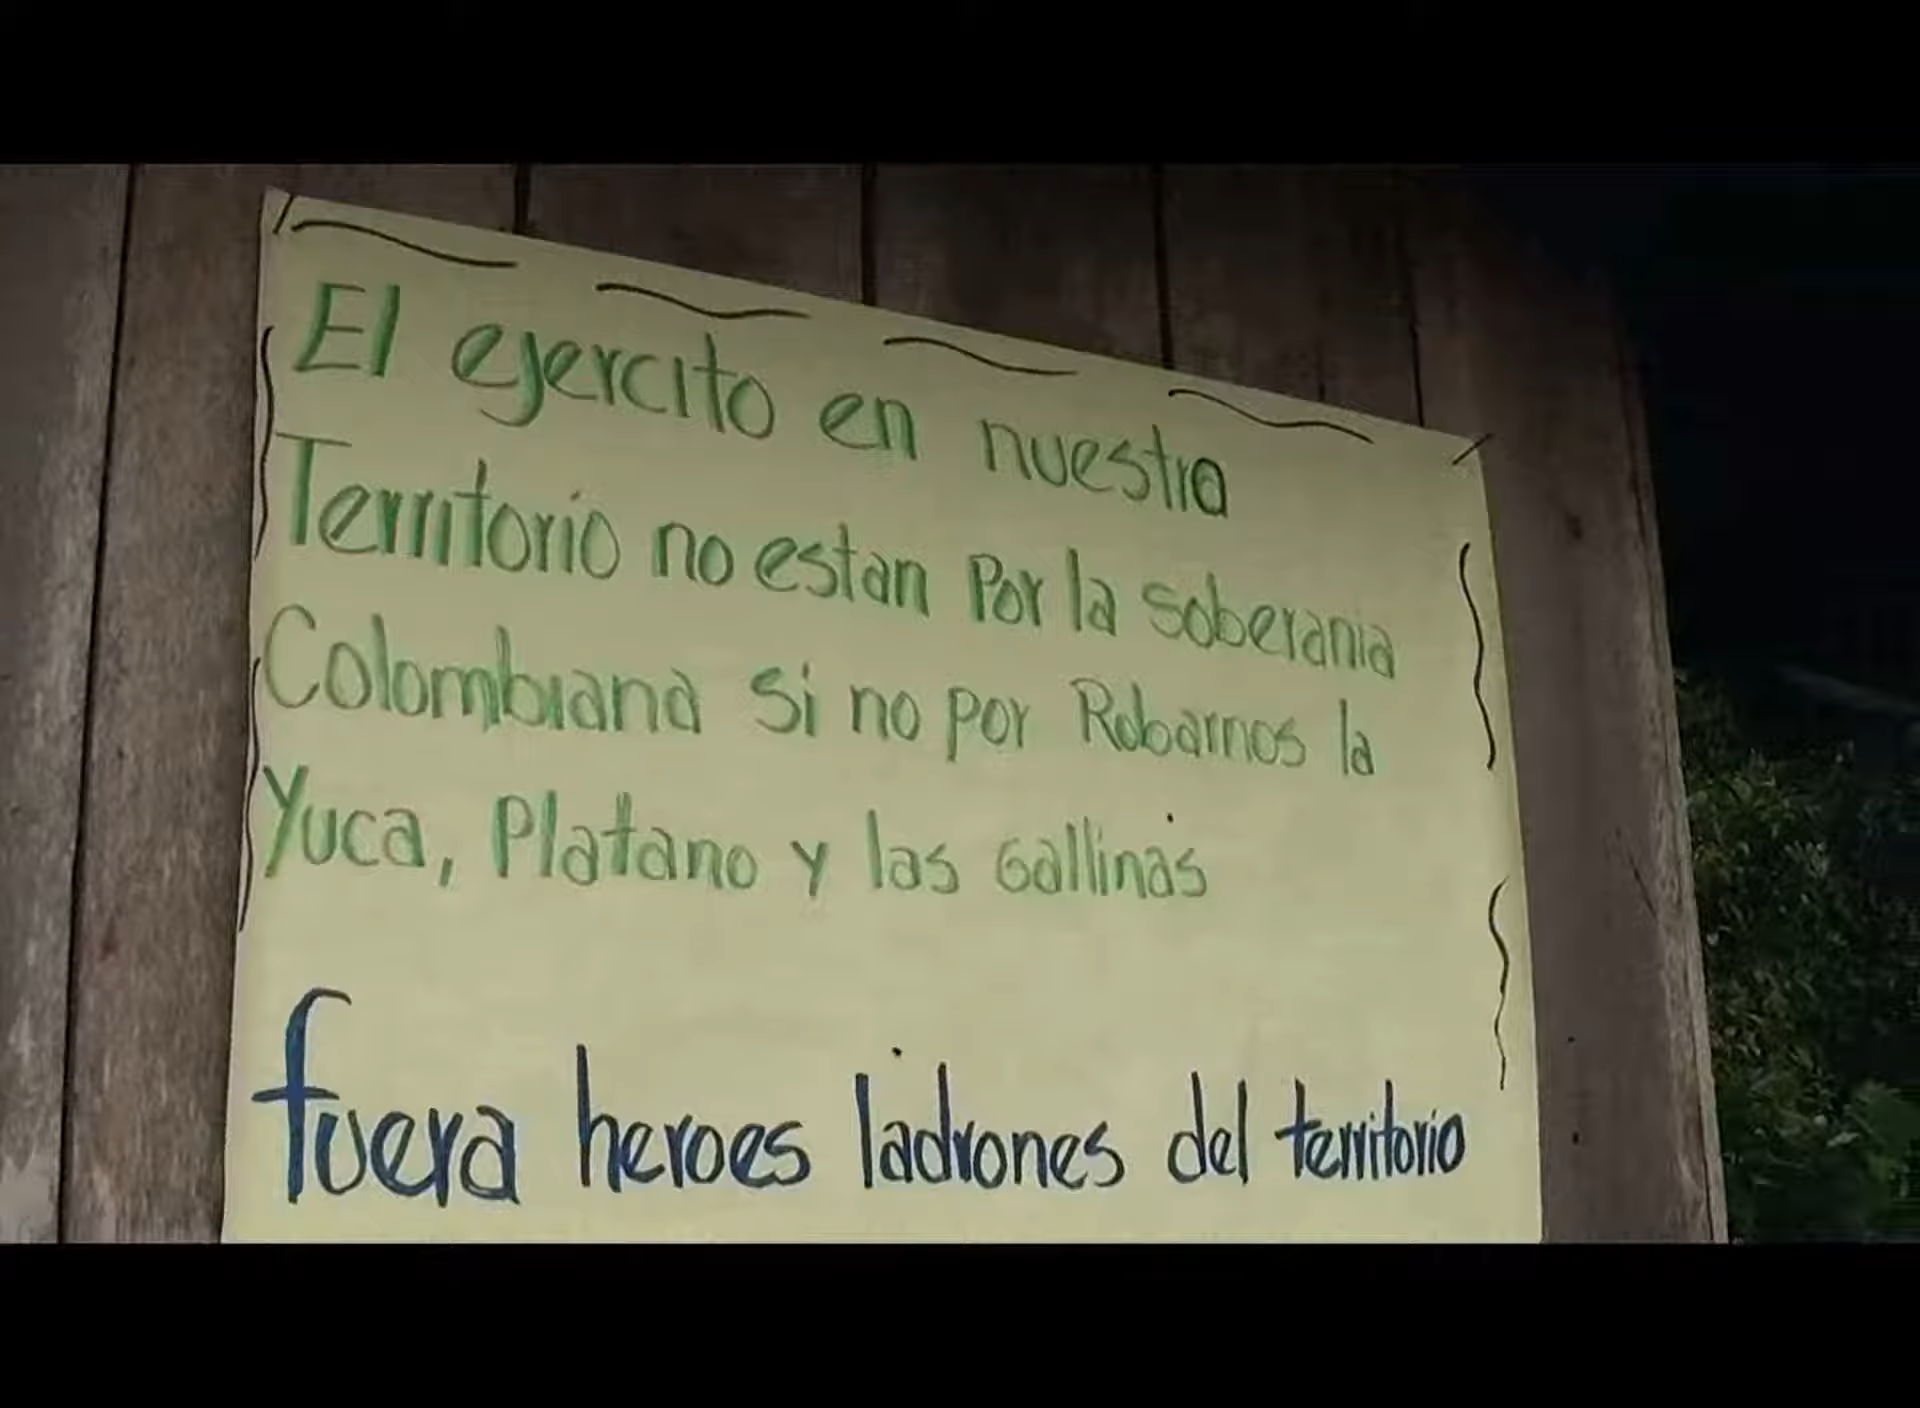 El ejercito en nuestro
Territorio no estan Por la soberania
Colombiana si no por Robarnos la
Yuca, Platano y las Gallinas
fuera heroes ladrones del territorio